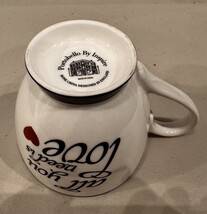 Portobello By Inspire
all you
need is
love